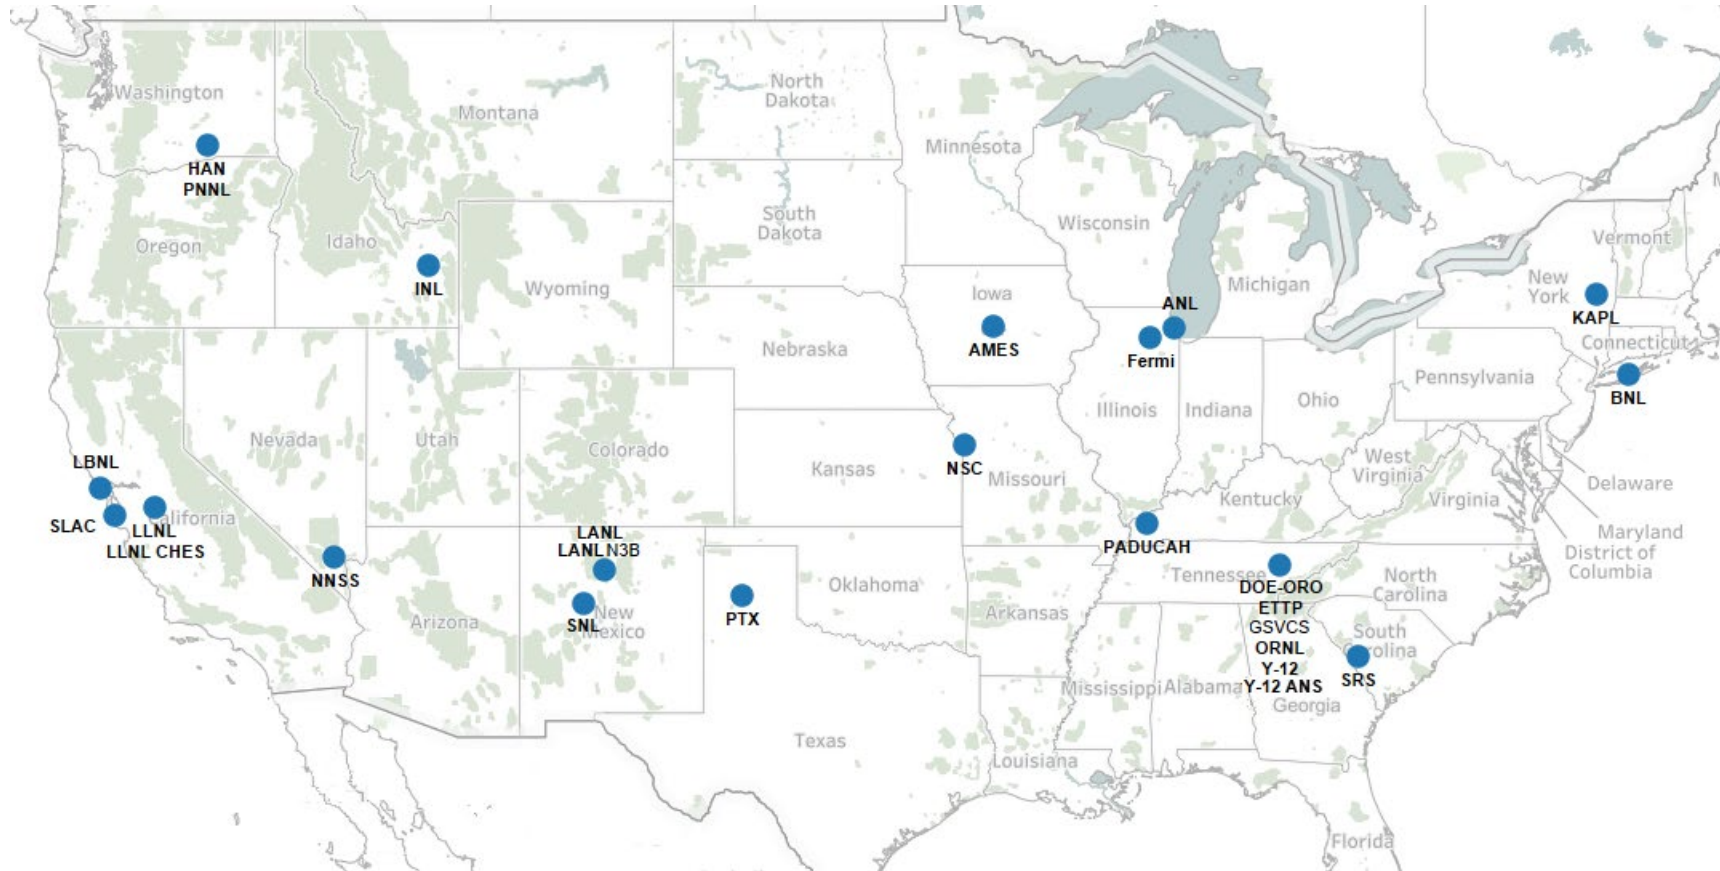 Washington
Montana
North
Dakota
Minnesota
HAN
PNNL
Oregon
Idaho
INL
Wyoming
South
Dakota
Wisconsin
Michigan
Vermont
New
York
KAPL
Iowa
AMES
ANL
Fermi
Connecticut
Nebraska
Pennsylvania
BNL
Nevada
Utah
Colorado
Kansas
NSC
Missouri
Illinois
Indiana
Ohio
West
Virginia
Virginia
Kentucky
Delaware
Maryland
District of
Columbia
LBNL
SLAC
California
LLNL
LLNL CHES
NNSS
LANL
LANL N3B
SNL
New
Mexico
Arizona
PTX
Oklahoma
Arkansas
PADUCAH
Tennessee
DOE-ORO
ETTP
GSVCS
ORNL
Y-12
Y-12 ANS
North
Carolina
South
Carolina
SRS
Mississippi
Alabama
Georgia
Texas
Louisiana
Florida